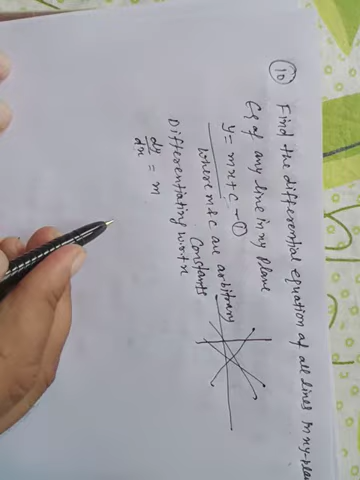 10 Find the differential equation of all lines in xy-plane
Eq of any line in xy plane
y = mx + c - ①
where m & c are arbitrary
Constants
Differentiating w.r.t x
dy/dx = m